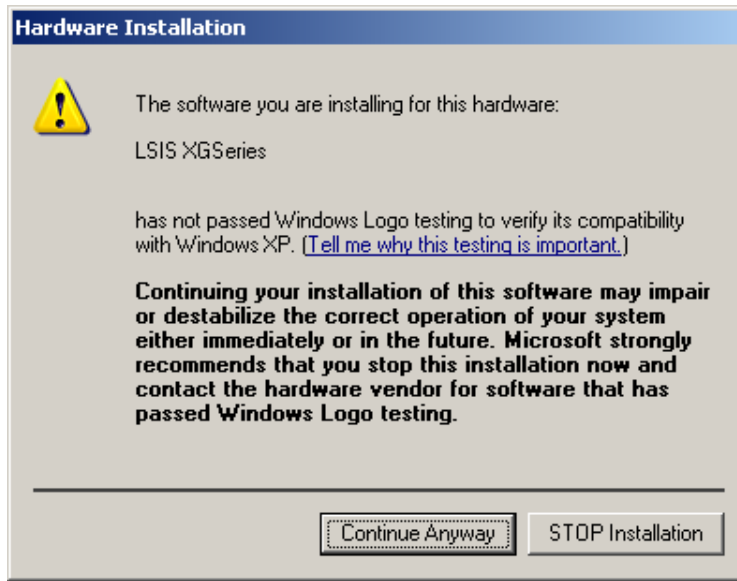 Hardware Installation
The software you are installing for this hardware:
LSIS XGSeries
has not passed Windows Logo testing to verify its compatibility
with Windows XP. (Tell me why this testing is important.)
Continuing your installation of this software may impair
or destabilize the correct operation of your system
either immediately or in the future. Microsoft strongly
recommends that you stop this installation now and
contact the hardware vendor for software that has
passed Windows Logo testing.
Continue Anyway
STOP Installation